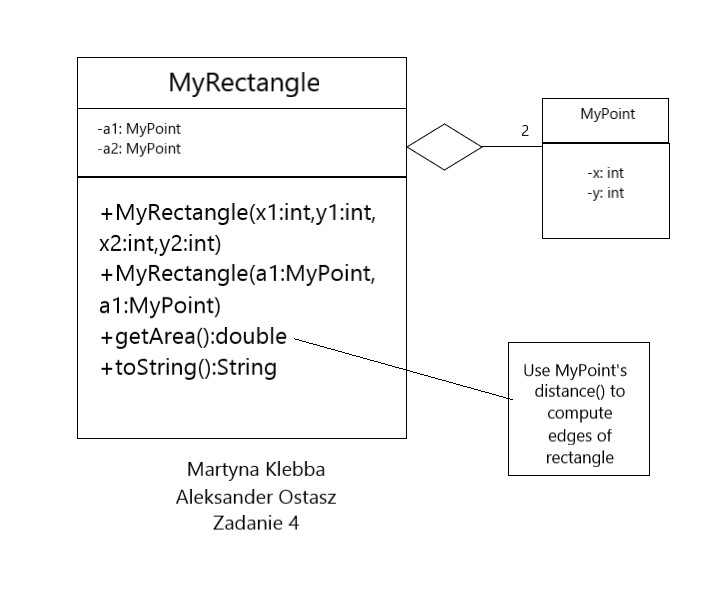 MyRectangle
-a1: MyPoint
-a2: MyPoint
+MyRectangle(x1:int,y1:int,
x2:int,y2:int)
+MyRectangle(a1:MyPoint,
a1:MyPoint)
+getArea():double
+toString():String
2
MyPoint
-x: int
-y: int
Use MyPoint's
distance() to
compute
edges of
rectangle
Martyna Klebba
Aleksander Ostasz
Zadanie 4